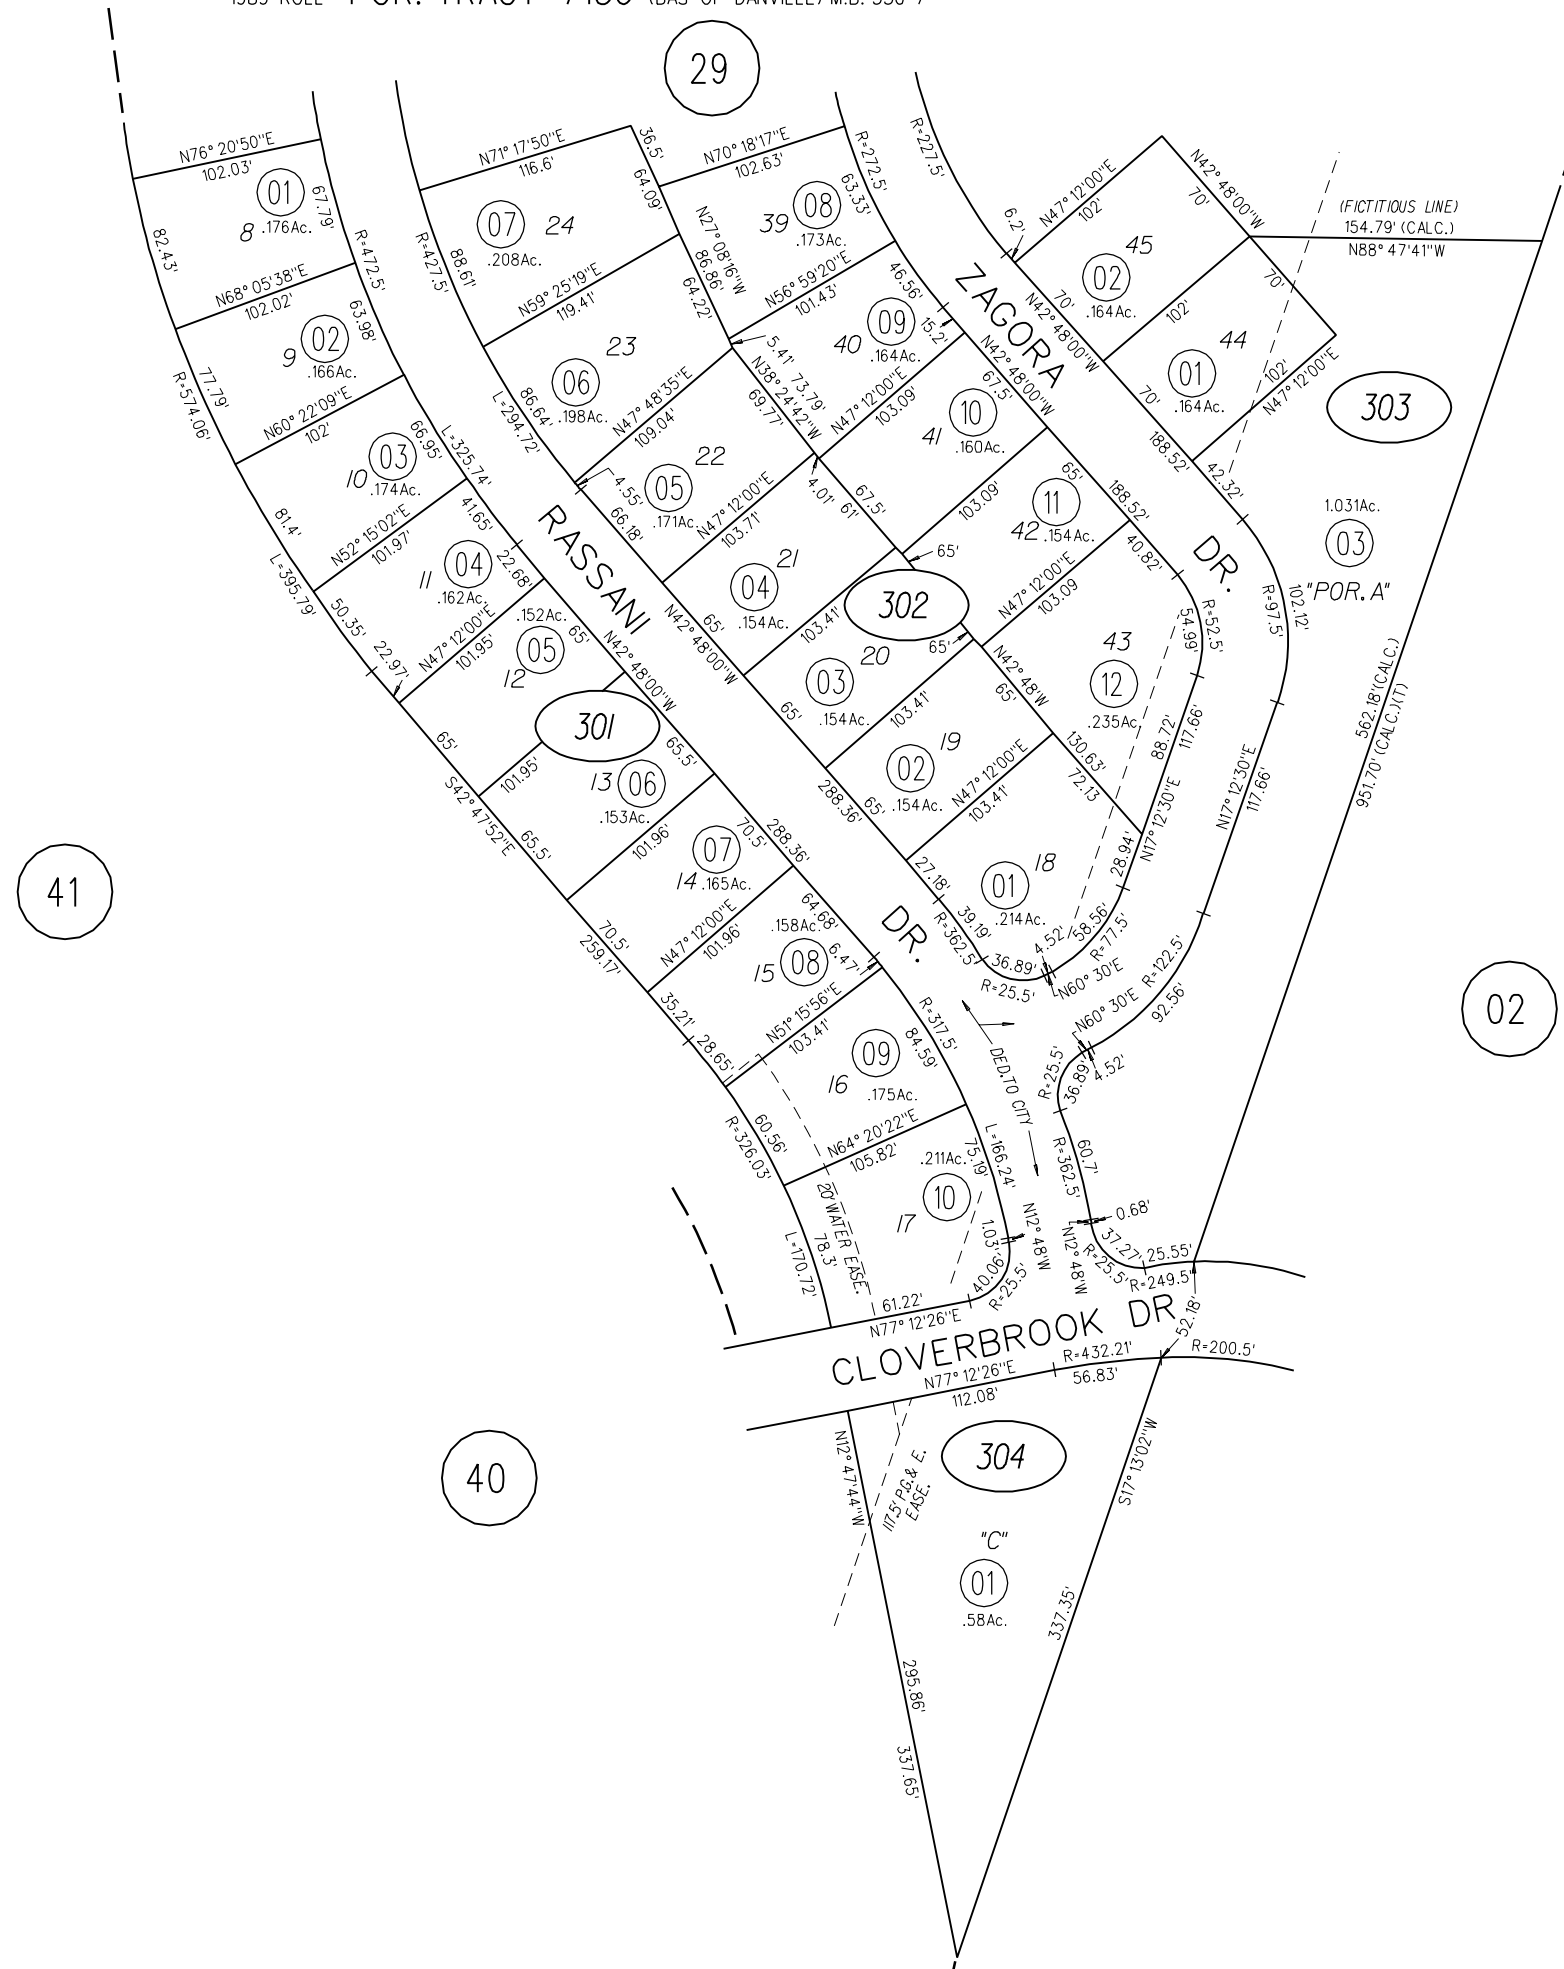 29
N76° 20'50"E
102.03'
01
8 .176Ac.
67.79'
82.43'
R=472.5'
N68° 05'38"E
102.02'
02
9 .166Ac.
63.98'
77.79'
R=574.06'
N60° 22'09"E
102'
03
10 .174Ac.
66.95'
L=325.74'
81.4'
L=395.79'
N52° 15'02"E
101.97'
04
11 .162Ac.
41.65'
22.68'
50.35'
22.97'
N47° 12'00"E
101.95'
.152Ac.
05
12
65'
N42° 48'00"W
65'
S42° 47'52"E
301
101.95'
13 06
.153Ac.
65.5'
65.5'
101.96'
07
14 .165Ac.
70.5'
288.36'
70.5'
259.17'
N47° 12'00"E
101.96'
.158Ac.
15 08
64.68'
6.47'
35.21'
28.65'
N51° 15'56"E
103.41'
09
16 .175Ac.
R=317.5'
84.59'
60.56'
R=326.03'
N64° 20'22"E
105.82'
.211Ac.
10
17
L=166.24'
75.19'
20' WATER EASE.
78.3'
L=170.72'
1.03'
40.06'
R=25.5'
61.22'
N77° 12'26"E
N12° 48'W
RASSANI DR.
R=427.5'
88.61'
N71° 17'50"E
116.6'
07 24
.208Ac.
36.5'
64.09'
N27° 08'16"W
86.86'
64.22'
N59° 25'19"E
119.41'
23
06
.198Ac.
86.64'
L=294.72'
N47° 48'35"E
109.04'
22
05
.171Ac.
4.55'
66.18'
5.41'
73.79'
N38° 24'42"W
69.77'
N47° 12'00"E
103.71'
4.01'
61'
21
04
.154Ac.
65'
N42° 48'00"W
103.41'
302
20
03
.154Ac.
65'
65'
65'
103.41'
19
02
.154Ac.
65'
288.36'
N47° 12'00"E
103.41'
18
01
.214Ac.
27.18'
39.19'
R=362.5'
36.89'
R=25.5'
4.52'
N60° 30'E
58.56'
R=77.5'
28.94'
N70° 18'17"E
102.63'
39 08
.173Ac.
R=272.5'
63.33'
N56° 59'20"E
101.43'
40 09
.164Ac.
46.56'
15.2'
N47° 12'00"E
103.09'
10
41 .160Ac.
N42° 48'00"W
67.5'
67.5'
103.09'
11
42 .154Ac.
65'
188.52'
N47° 12'00"E
103.09
40.82'
43
12
.235Ac.
R=52.5'
54.99'
N42° 48'W
65'
130.63'
72.13
88.72'
117.66'
N17° 12'30"E
ZAGORA DR.
R=227.5'
6.2'
N47° 12'00"E
102'
45
02
.164Ac.
N42° 48'00"W
70'
70'
N42° 48'00"W
102'
44
01
.164Ac.
70'
70'
102'
N47° 12'00"E
188.52'
42.32'
(FICTITIOUS LINE)
154.79' (CALC.)
N88° 47'41"W
303
1.031Ac.
03
"POR. A"
R=97.5'
102.12'
562.18'(CALC.)
951.70' (CALC.)(T)
N17° 12'30"E
117.66'
R=122.5'
92.56'
N60° 30'E
4.52'
R=25.5'
36.89'
DED. TO CITY
60.7'
R=362.5'
0.68'
N12° 48'W
37.27'
R=25.5'
25.55'
R=249.5'
52.18'
CLOVERBROOK DR
N77° 12'26"E
112.08'
R=432.21'
56.83'
R=200.5'
304
N12° 47'44"W
117.5' P.G.& E.
EASE.
"C"
01
.58Ac.
S17° 13'02"W
337.35'
295.86'
337.65'
41
40
02